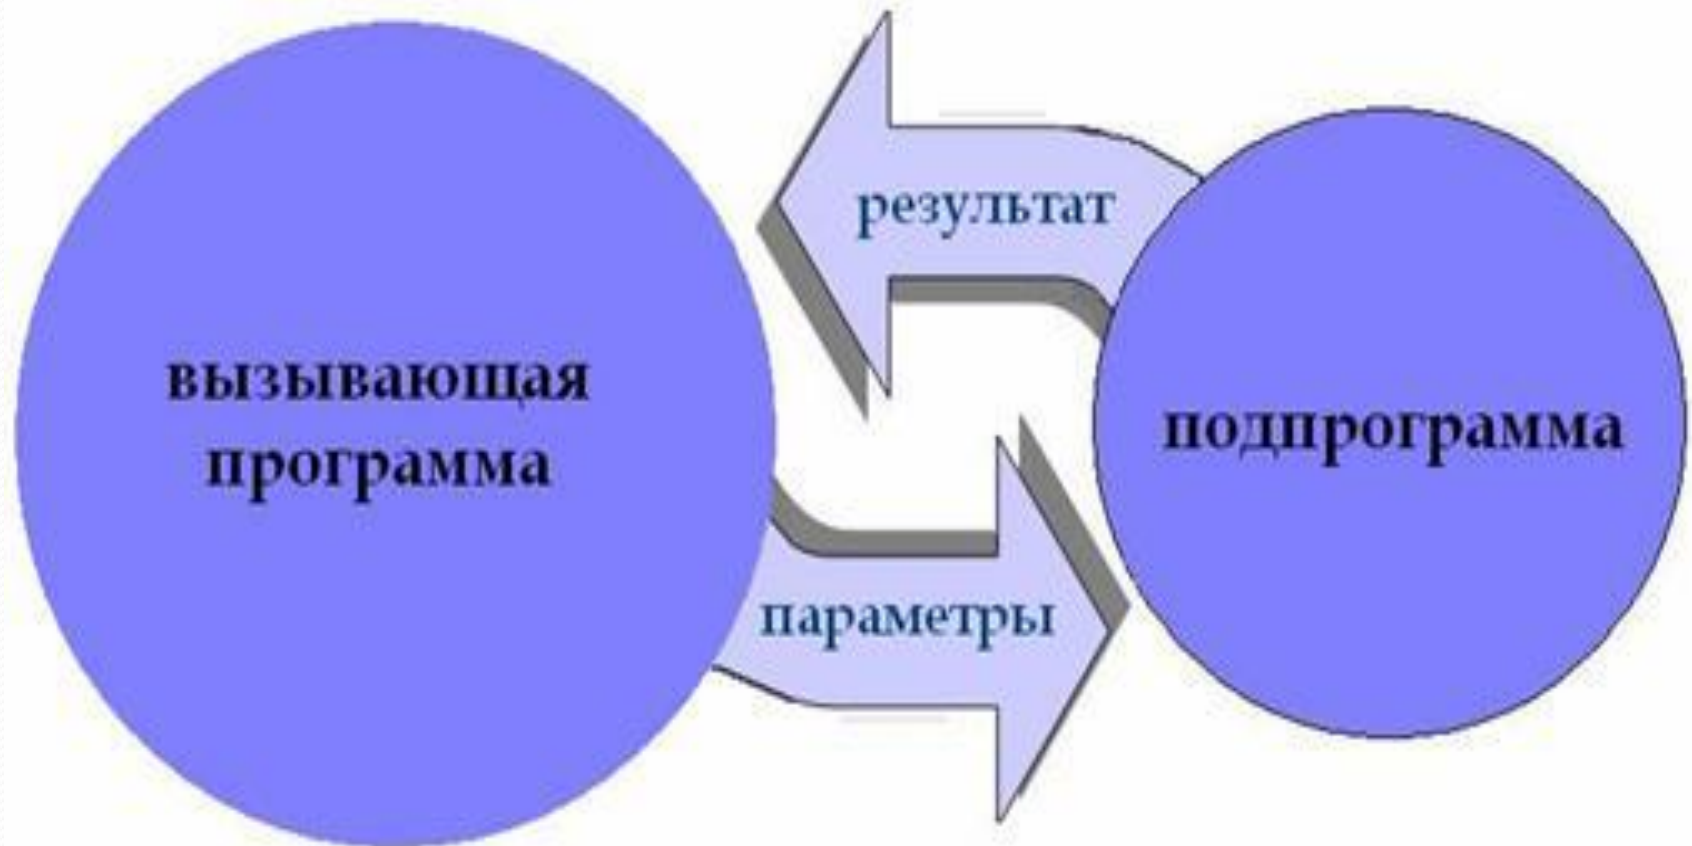 результат
вызывающая
программа
подпрограмма
параметры